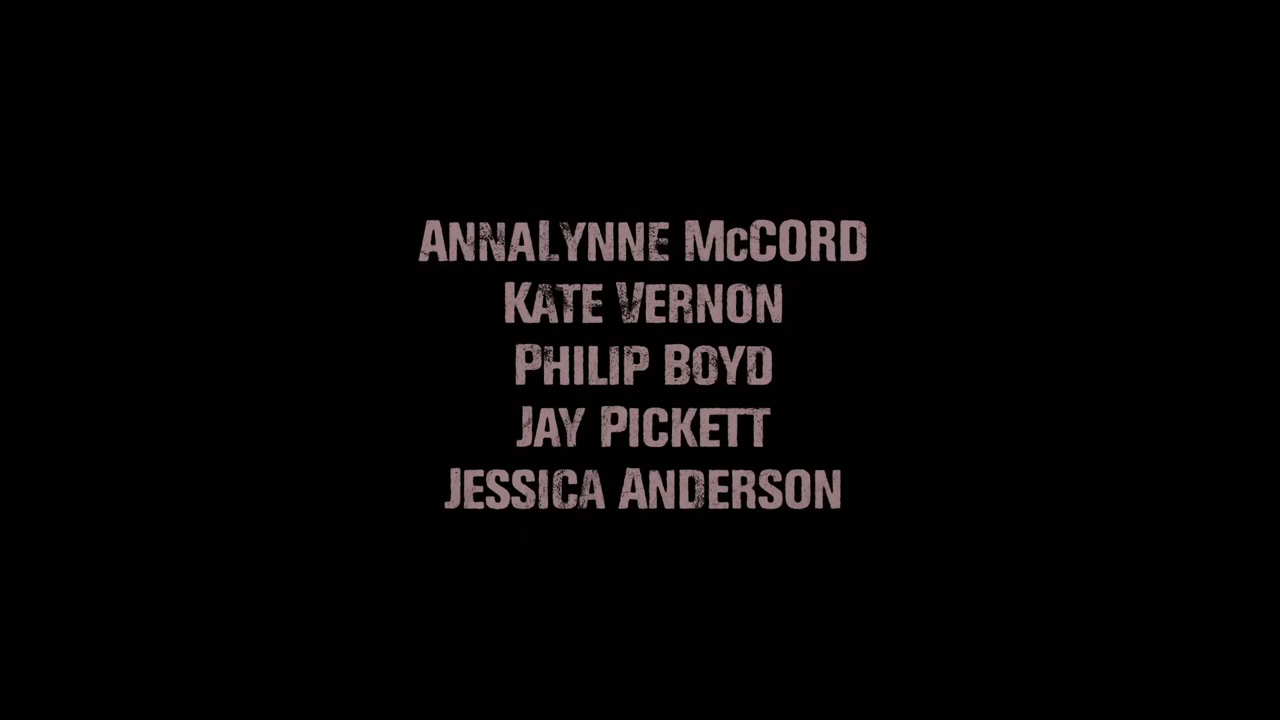 AnnaLynne McCORD
Kate Vernon
Philip Boyd
Jay Pickett
Jessica Anderson